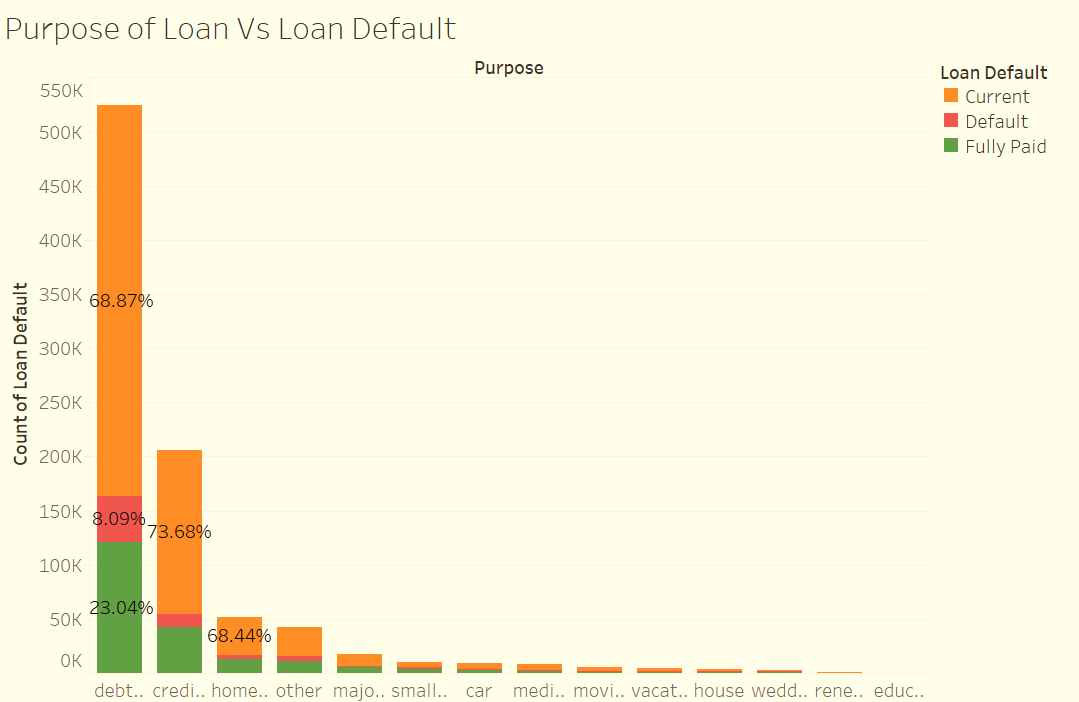 Purpose of Loan Vs Loan Default
Purpose
Loan Default
Current
Default
Fully Paid
Count of Loan Default
550K
500K
450K
400K
350K
300K
250K
200K
150K
100K
50K
0K
68.87%
8.09%
73.68%
23.04%
68.44%
debt.. credi.. home.. other majo.. small.. car medi.. movi.. vacat.. house wedd.. rene.. educ..